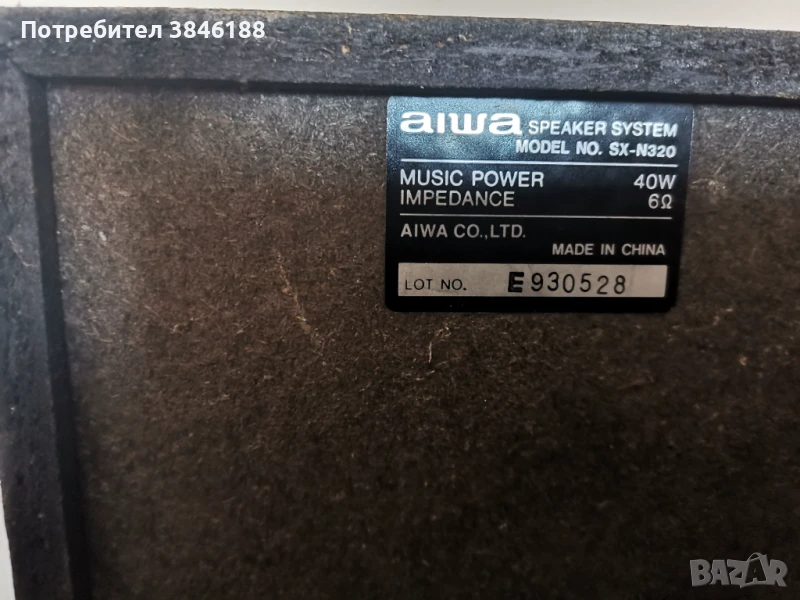 Потребител 3846188
aiwa SPEAKER SYSTEM
MODEL NO. SX-N320
MUSIC POWER 40W
IMPEDANCE 6Ω
AIWA CO.,LTD.
MADE IN CHINA
LOT NO. E930528
BAZAR